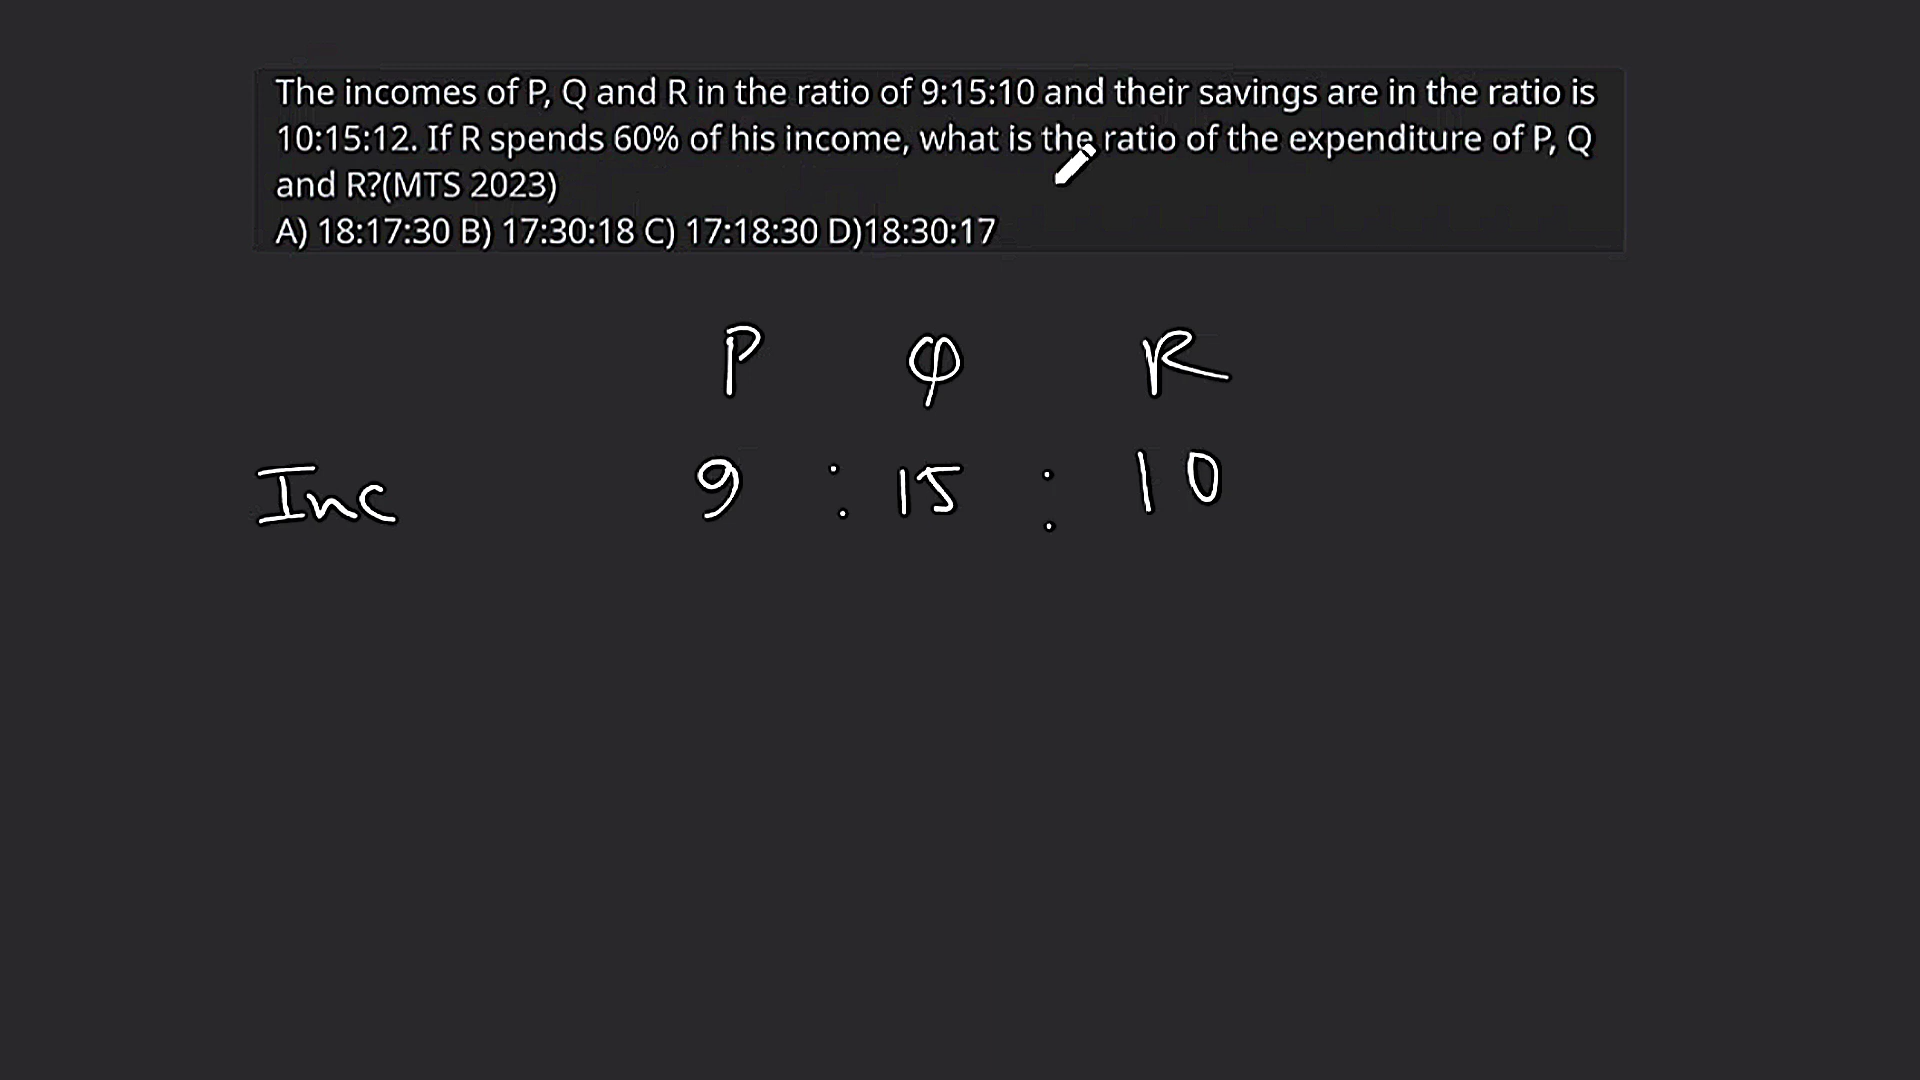 The incomes of P, Q and R in the ratio of 9:15:10 and their savings are in the ratio is
10:15:12. If R spends 60% of his income, what is the ratio of the expenditure of P, Q
and R?(MTS 2023)
A) 18:17:30 B) 17:30:18 C) 17:18:30 D)18:30:17
P Q R
Inc 9 : 15 : 10